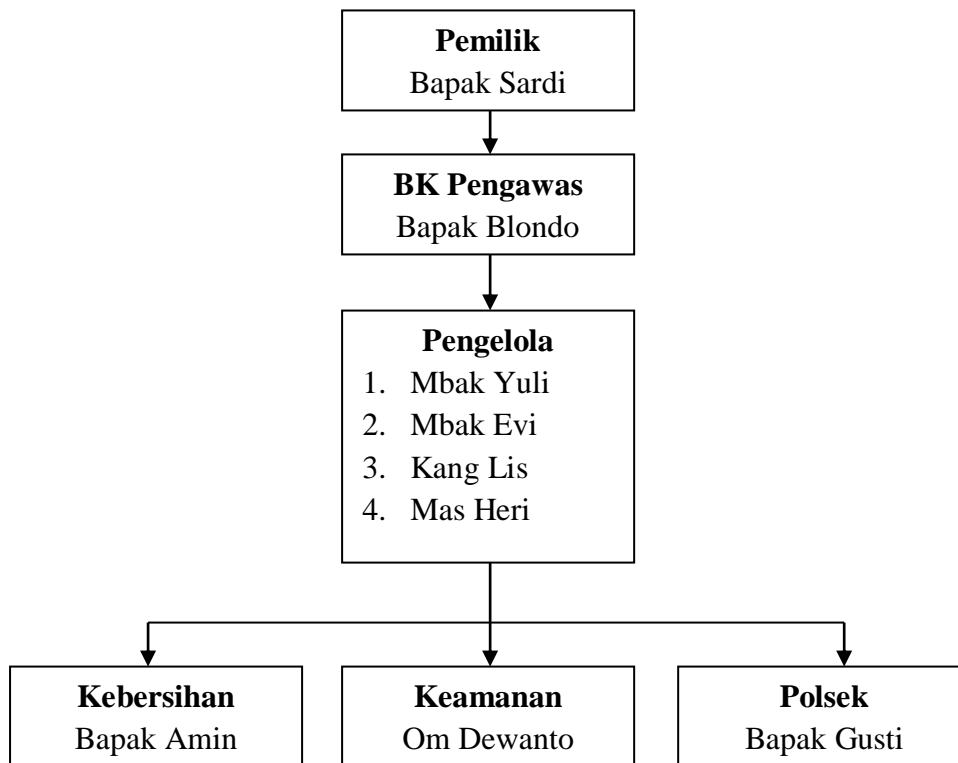 Pemilik
Bapak Sardi
BK Pengawas
Bapak Blondo
Pengelola
1. Mbak Yuli
2. Mbak Evi
3. Kang Lis
4. Mas Heri
Kebersihan
Bapak Amin
Keamanan
Om Dewanto
Polsek
Bapak Gusti